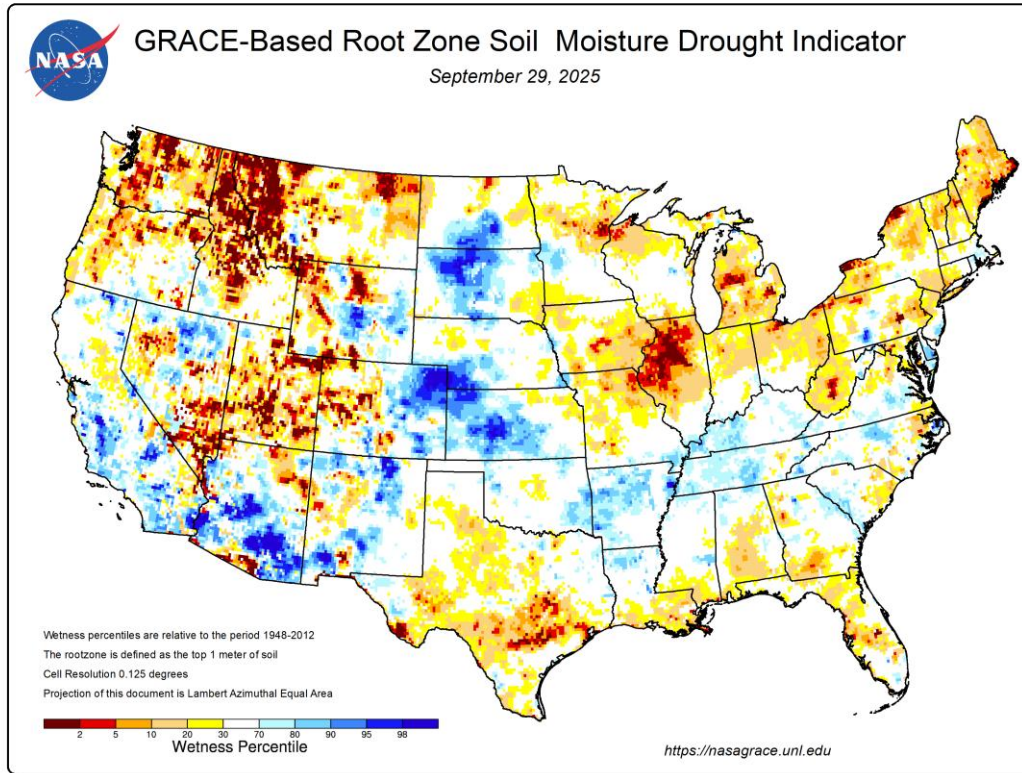 NASA
GRACE-Based Root Zone Soil Moisture Drought Indicator
September 29, 2025
Wetness percentiles are relative to the period 1948-2012
The rootzone is defined as the top 1 meter of soil
Cell Resolution 0.125 degrees
Projection of this document is Lambert Azimuthal Equal Area
2 5 10 20 30 70 80 90 95 98
Wetness Percentile
https://nasagrace.unl.edu